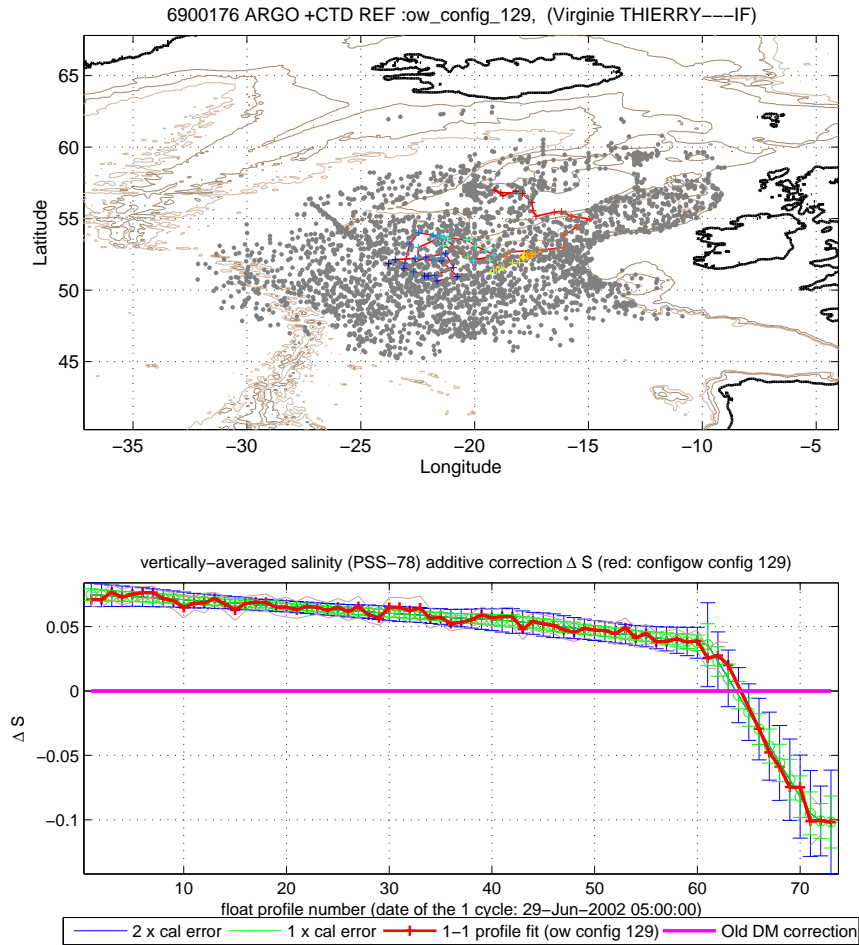 6900176 ARGO +CTD REF :ow_config_129, (Virginie THIERRY−−−IF)
65
60
55
50
45
Latitude
−35
−30
−25
−20
−15
−10
−5
Longitude
vertically−averaged salinity (PSS−78) additive correction Δ S (red: configow config 129)
0.05
0
−0.05
−0.1
Δ S
10
20
30
40
50
60
70
float profile number (date of the 1 cycle: 29−Jun−2002 05:00:00)
2 x cal error
1 x cal error
1−1 profile fit (ow config 129)
Old DM correction